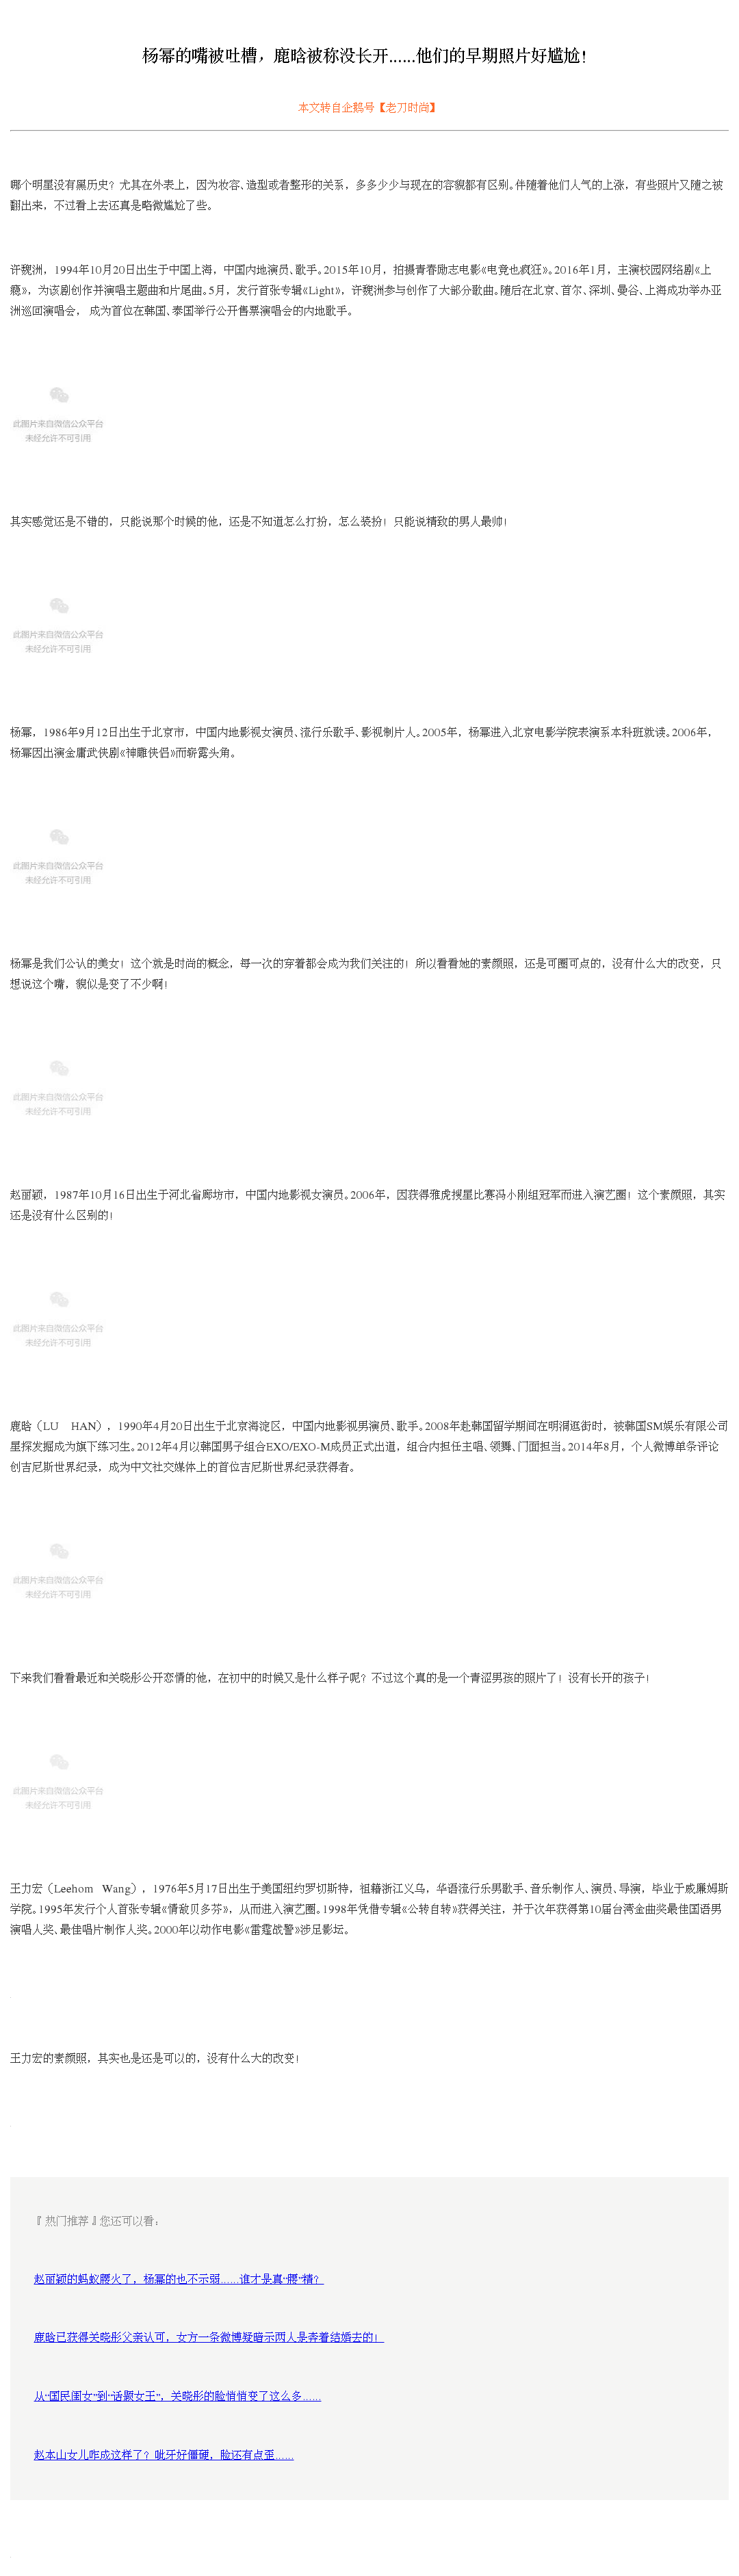 杨幂的嘴被吐槽，鹿晗被称没长开......他们的早期照片好尴尬！
本文转自企鹅号【老刀时尚】
哪个明星没有黑历史？尤其在外表上，因为妆容、造型或者整形的关系，多多少少与现在的容貌都有区别。伴随着他们人气的上涨，有些照片又随之被
翻出来，不过看上去还真是略微尴尬了些。
许魏洲，1994年10月20日出生于中国上海，中国内地演员、歌手。2015年10月，拍摄青春励志电影《电竞也疯狂》。2016年1月，主演校园网络剧《上
瘾》，为该剧创作并演唱主题曲和片尾曲。5月，发行首张专辑《Light》，许魏洲参与创作了大部分歌曲。随后在北京、首尔、深圳、曼谷、上海成功举办亚
洲巡回演唱会， 成为首位在韩国、泰国举行公开售票演唱会的内地歌手。
此图片来自微信公众平台
未经允许不可引用
其实感觉还是不错的，只能说那个时候的他，还是不知道怎么打扮，怎么装扮！只能说精致的男人最帅！
此图片来自微信公众平台
未经允许不可引用
杨幂，1986年9月12日出生于北京市，中国内地影视女演员、流行乐歌手、影视制片人。2005年，杨幂进入北京电影学院表演系本科班就读。2006年，
杨幂因出演金庸武侠剧《神雕侠侣》而崭露头角。
此图片来自微信公众平台
未经允许不可引用
杨幂是我们公认的美女！这个就是时尚的概念，每一次的穿着都会成为我们关注的！所以看看她的素颜照，还是可圈可点的，没有什么大的改变，只
想说这个嘴，貌似是变了不少啊！
此图片来自微信公众平台
未经允许不可引用
赵丽颖，1987年10月16日出生于河北省廊坊市，中国内地影视女演员。2006年，因获得雅虎搜星比赛冯小刚组冠军而进入演艺圈！这个素颜照，其实
还是没有什么区别的！
此图片来自微信公众平台
未经允许不可引用
鹿晗（LU HAN），1990年4月20日出生于北京海淀区，中国内地影视男演员、歌手。2008年赴韩国留学期间在明洞逛街时，被韩国SM娱乐有限公司
星探发掘成为旗下练习生。2012年4月以韩国男子组合EXO/EXO-M成员正式出道，组合内担任主唱、领舞、门面担当。2014年8月，个人微博单条评论
创吉尼斯世界纪录，成为中文社交媒体上的首位吉尼斯世界纪录获得者。
此图片来自微信公众平台
未经允许不可引用
下来我们看看最近和关晓彤公开恋情的他，在初中的时候又是什么样子呢？不过这个真的是一个青涩男孩的照片了！没有长开的孩子！
此图片来自微信公众平台
未经允许不可引用
王力宏（Leehom Wang），1976年5月17日出生于美国纽约罗切斯特，祖籍浙江义乌，华语流行乐男歌手、音乐制作人、演员、导演，毕业于威廉姆斯
学院。1995年发行个人首张专辑《情敌贝多芬》，从而进入演艺圈。1998年凭借专辑《公转自转》获得关注，并于次年获得第10届台湾金曲奖最佳国语男
演唱人奖、最佳唱片制作人奖。2000年以动作电影《雷霆战警》涉足影坛。
王力宏的素颜照，其实也是还是可以的，没有什么大的改变！
『 热门推荐 』您还可以看：
赵丽颖的蚂蚁腰火了，杨幂的也不示弱......谁才是真“腰”精？
鹿晗已获得关晓彤父亲认可，女方一条微博疑暗示两人是奔着结婚去的！
从“国民闺女”到“话题女王”，关晓彤的脸悄悄变了这么多......
赵本山女儿咋成这样了？呲牙好僵硬，脸还有点歪......